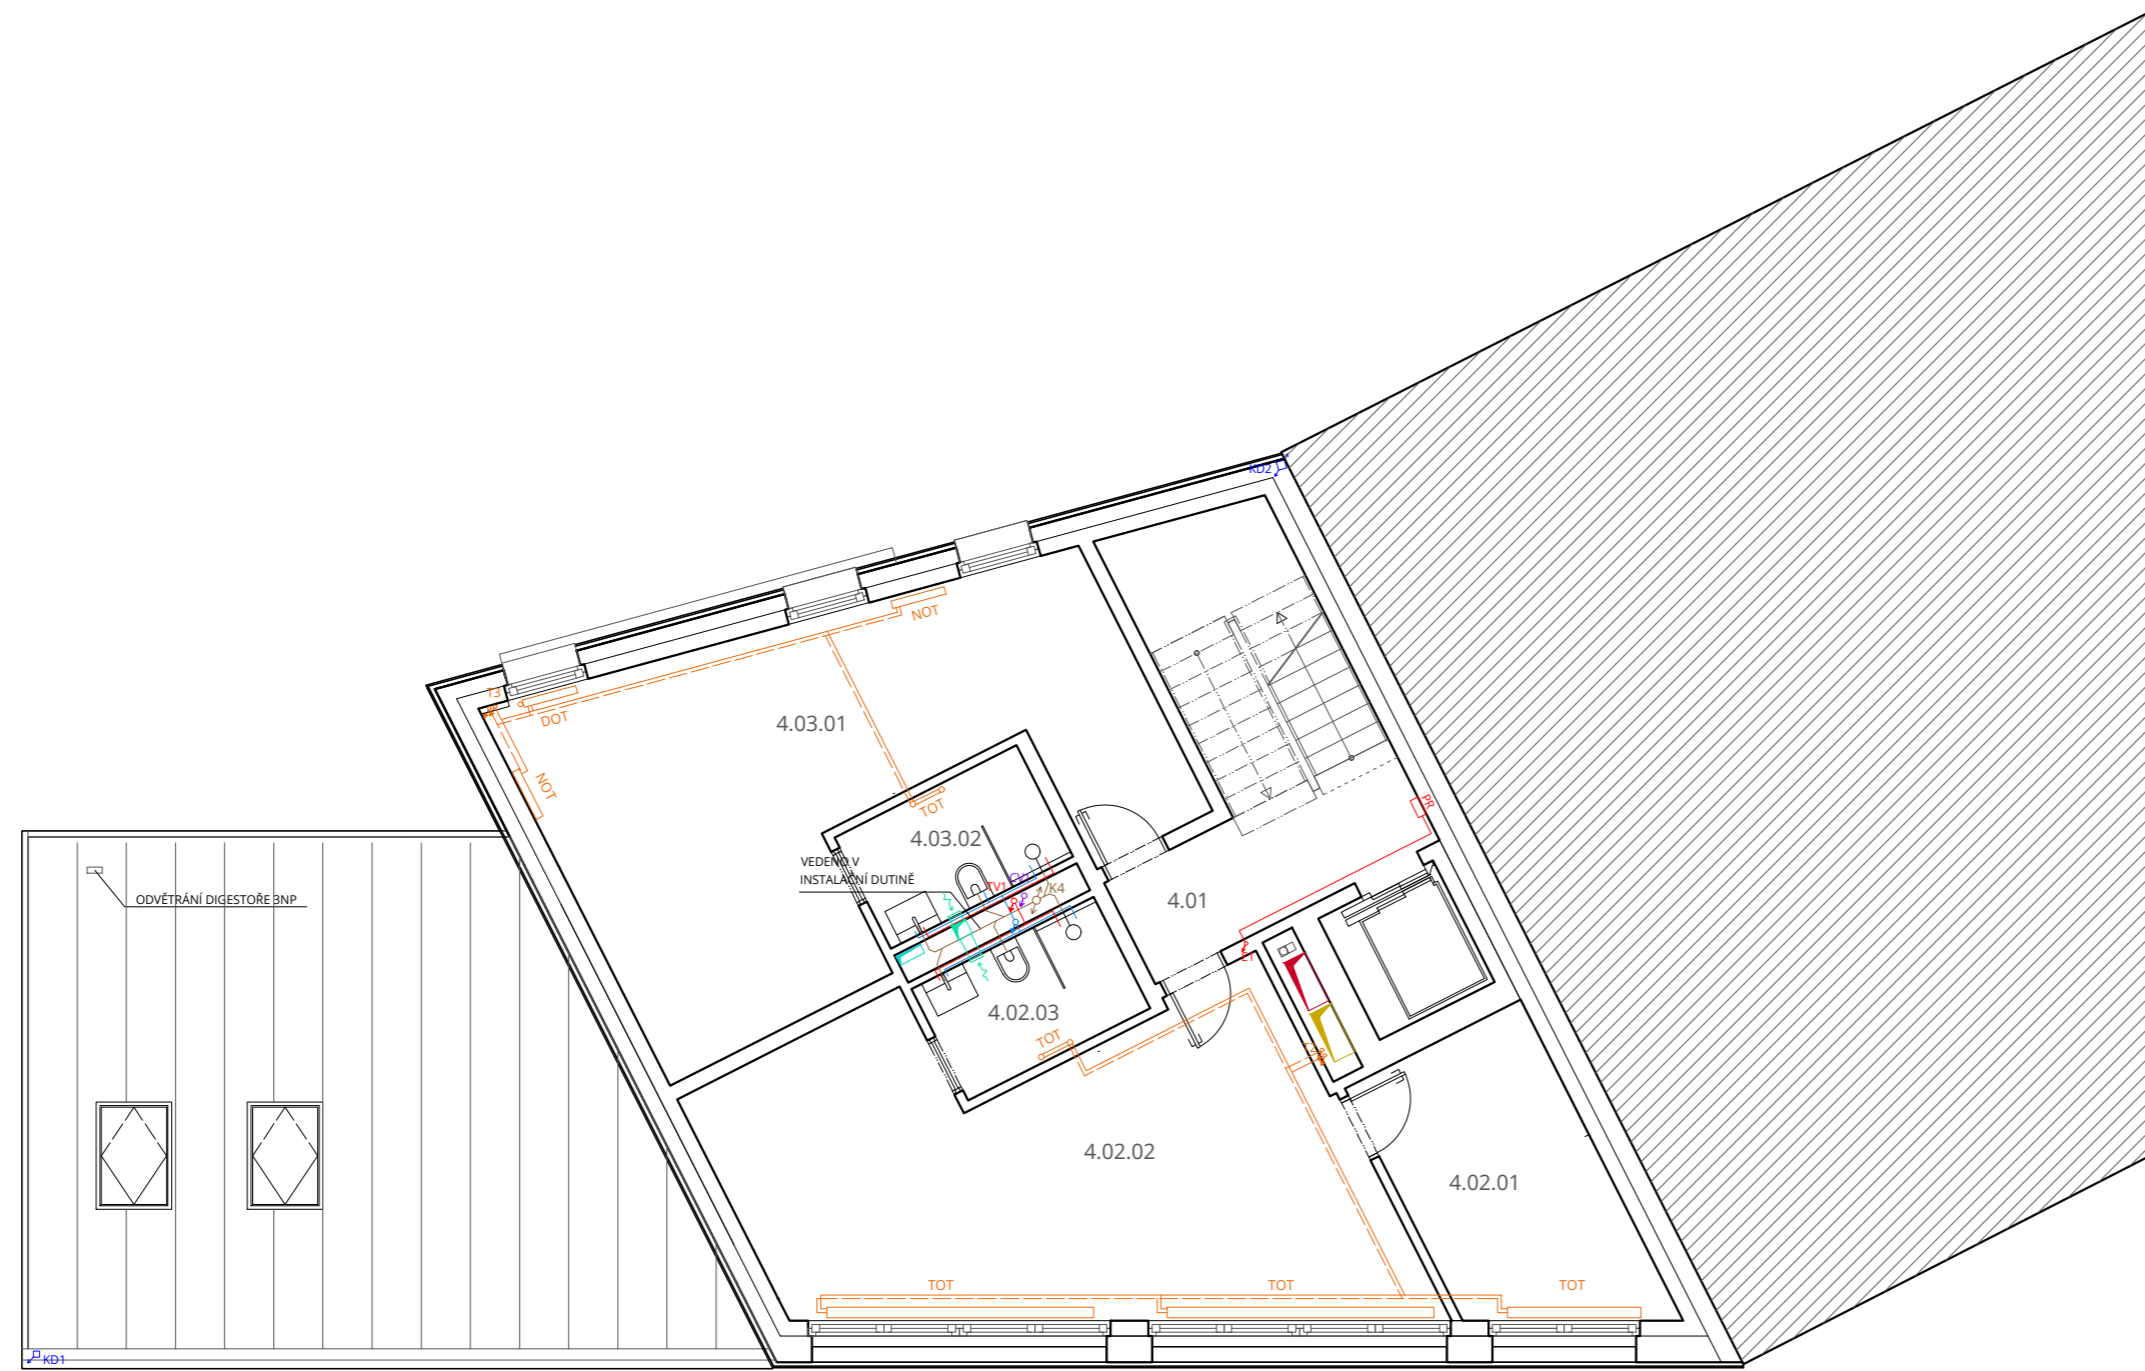 KD2
NOT
T3
DOT
4.03.01
NOT
TOT
PR
4.03.02
VEDENO V
INSTALAČNÍ DUTINĚ
TV1
K4
ODVĚTRÁNÍ DIGESTOŘE 3NP
4.01
4.02.03
TOT
4.02.02
4.02.01
TOT
TOT
TOT
KD1